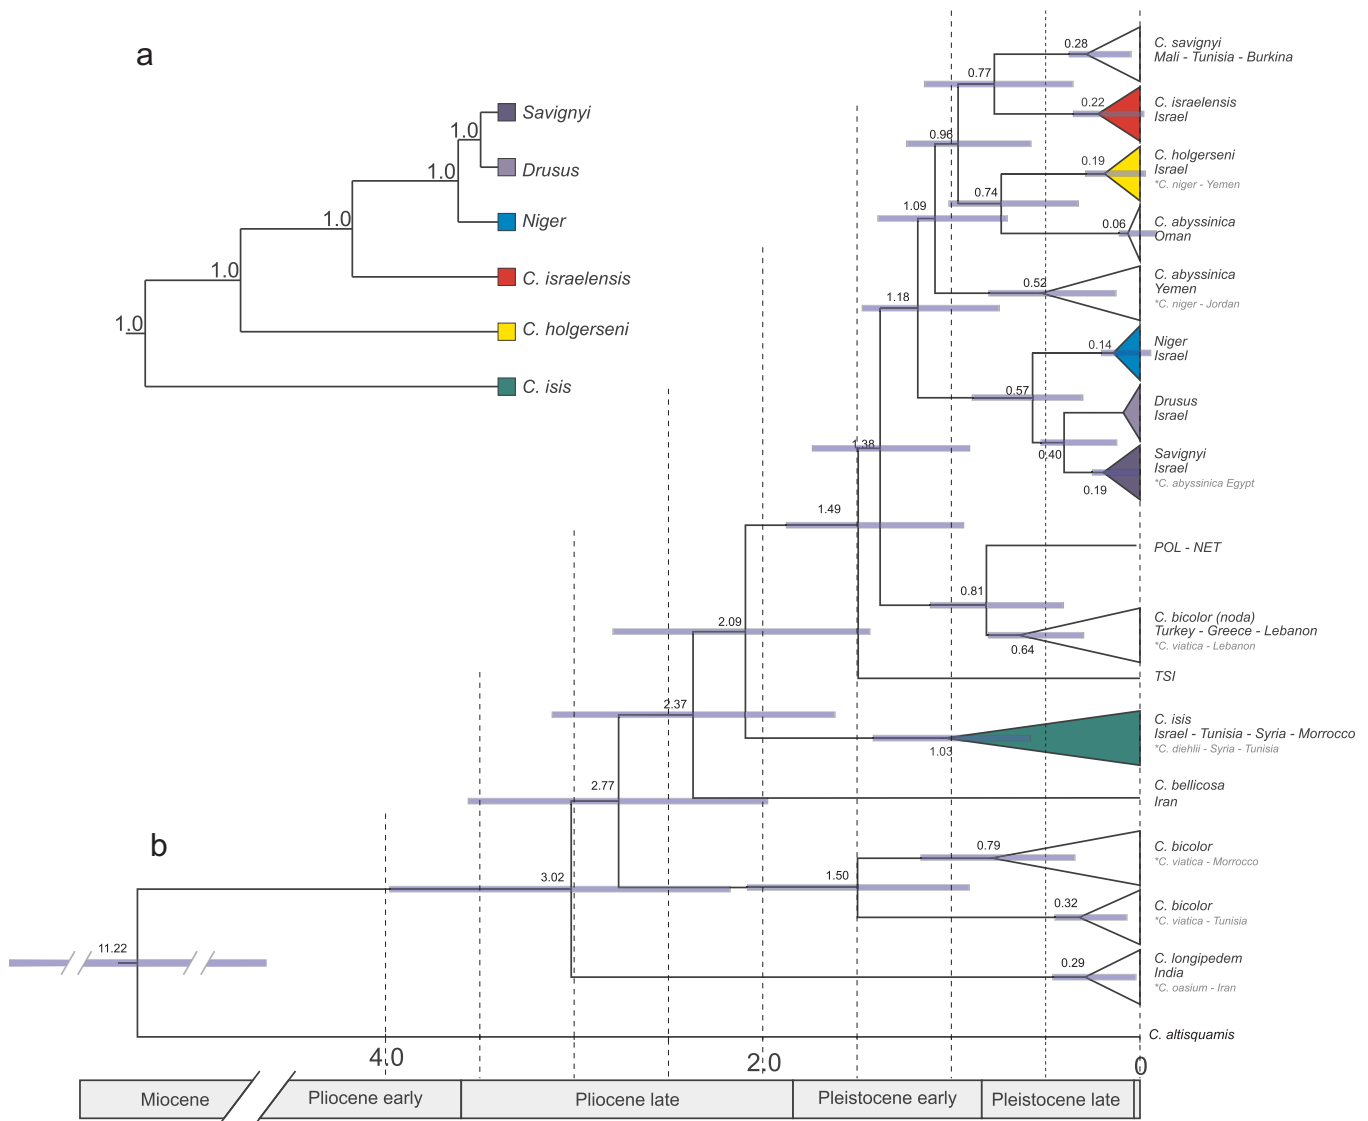 a
1.0
Savignyi
1.0
Drusus
1.0
Niger
1.0
C. israelensis
1.0
C. holgerseni
C. isis
0.28
C. savignyi
Mali - Tunisia - Burkina
0.77
0.22
C. israelensis
Israel
0.96
0.19
C. holgerseni
Israel
*C. niger - Yemen
0.74
1.09
0.06
C. abyssinica
Oman
0.52
C. abyssinica
Yemen
*C. niger - Jordan
1.18
0.14
Niger
Israel
0.57
Drusus
Israel
0.40
0.19
Savignyi
Israel
*C. abyssinica Egypt
1.38
1.49
POL - NET
0.81
0.64
C. bicolor (noda)
Turkey - Greece - Lebanon
*C. viatica - Lebanon
2.09
TSI
2.37
1.03
C. isis
Israel - Tunisia - Syria - Morrocco
*C. diehlii - Syria - Tunisia
2.77
C. bellicosa
Iran
b
0.79
C. bicolor
*C. viatica - Morrocco
3.02
1.50
0.32
C. bicolor
*C. viatica - Tunisia
11.22
0.29
C. longipedem
India
*C. oasium - Iran
C. altisquamis
4.0
2.0
0
Miocene
Pliocene early
Pliocene late
Pleistocene early
Pleistocene late